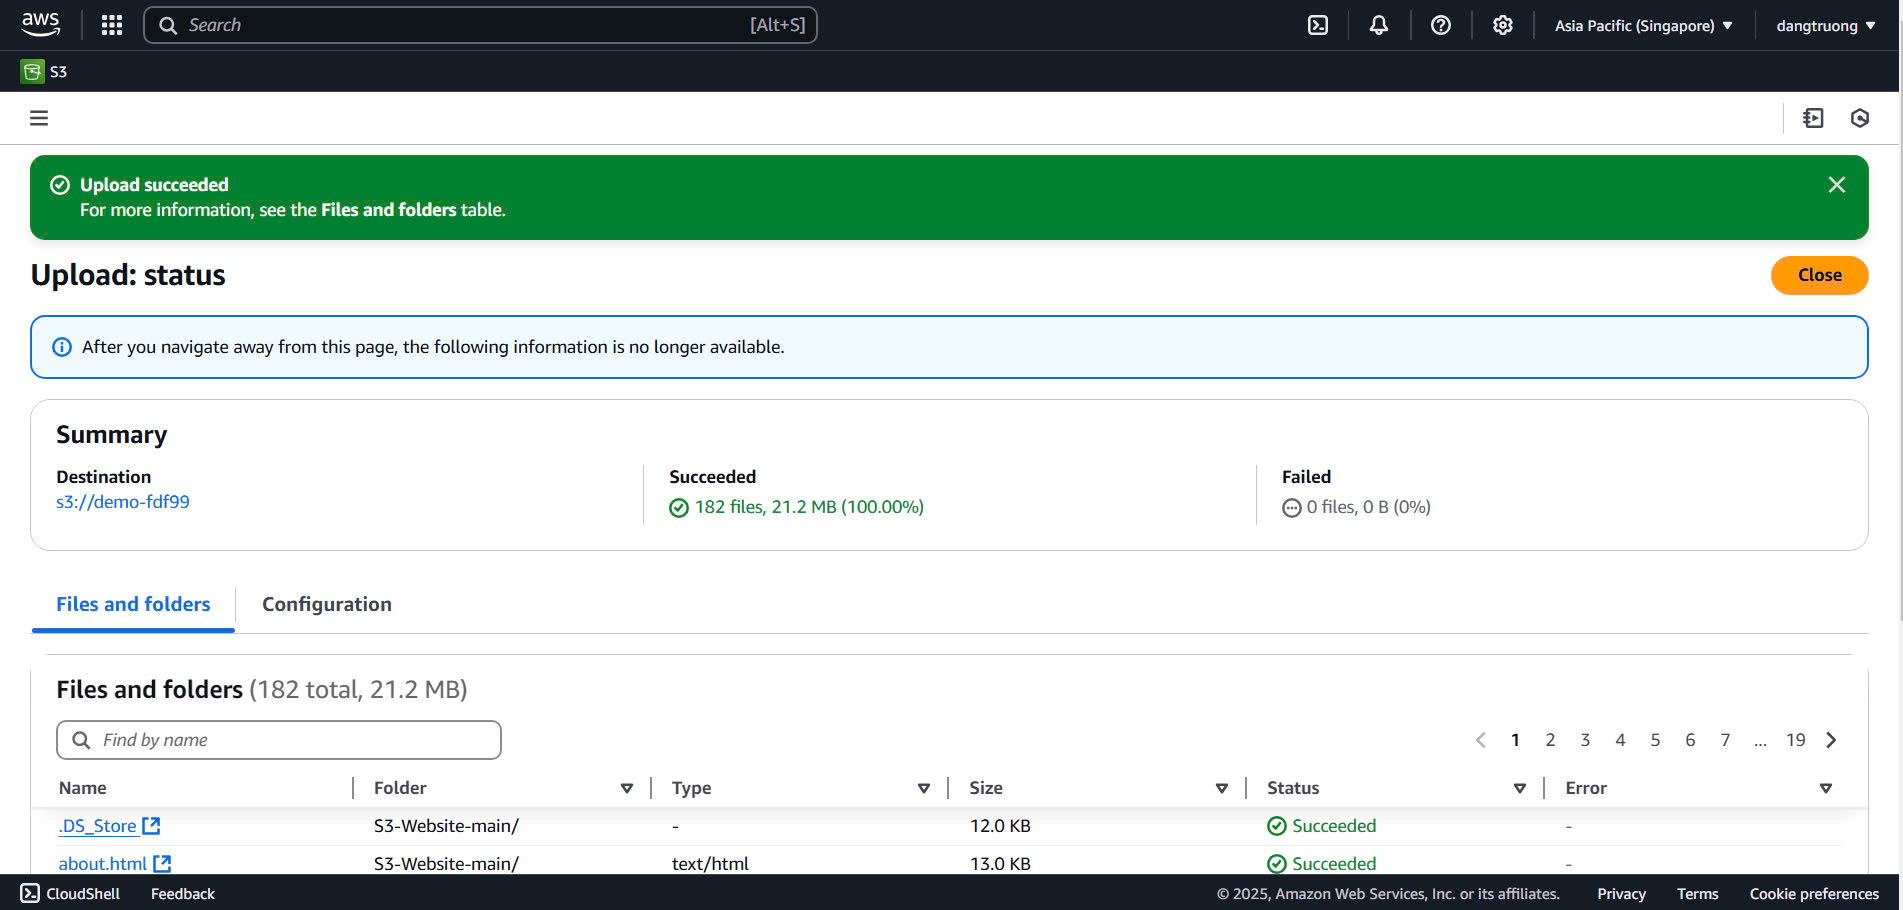 aws
Search [Alt+S]
Asia Pacific (Singapore)
dangtruong
S3
Upload succeeded
For more information, see the Files and folders table.
Upload: status
Close
After you navigate away from this page, the following information is no longer available.
Summary
Destination
s3://demo-fdf99
Succeeded
182 files, 21.2 MB (100.00%)
Failed
0 files, 0 B (0%)
Files and folders
Configuration
Files and folders (182 total, 21.2 MB)
Find by name
1 2 3 4 5 6 7 ... 19
Name Folder Type Size Status Error
.DS_Store S3-Website-main/ - 12.0 KB Succeeded -
about.html S3-Website-main/ text/html 13.0 KB Succeeded -
CloudShell Feedback © 2025, Amazon Web Services, Inc. or its affiliates. Privacy Terms Cookie preferences